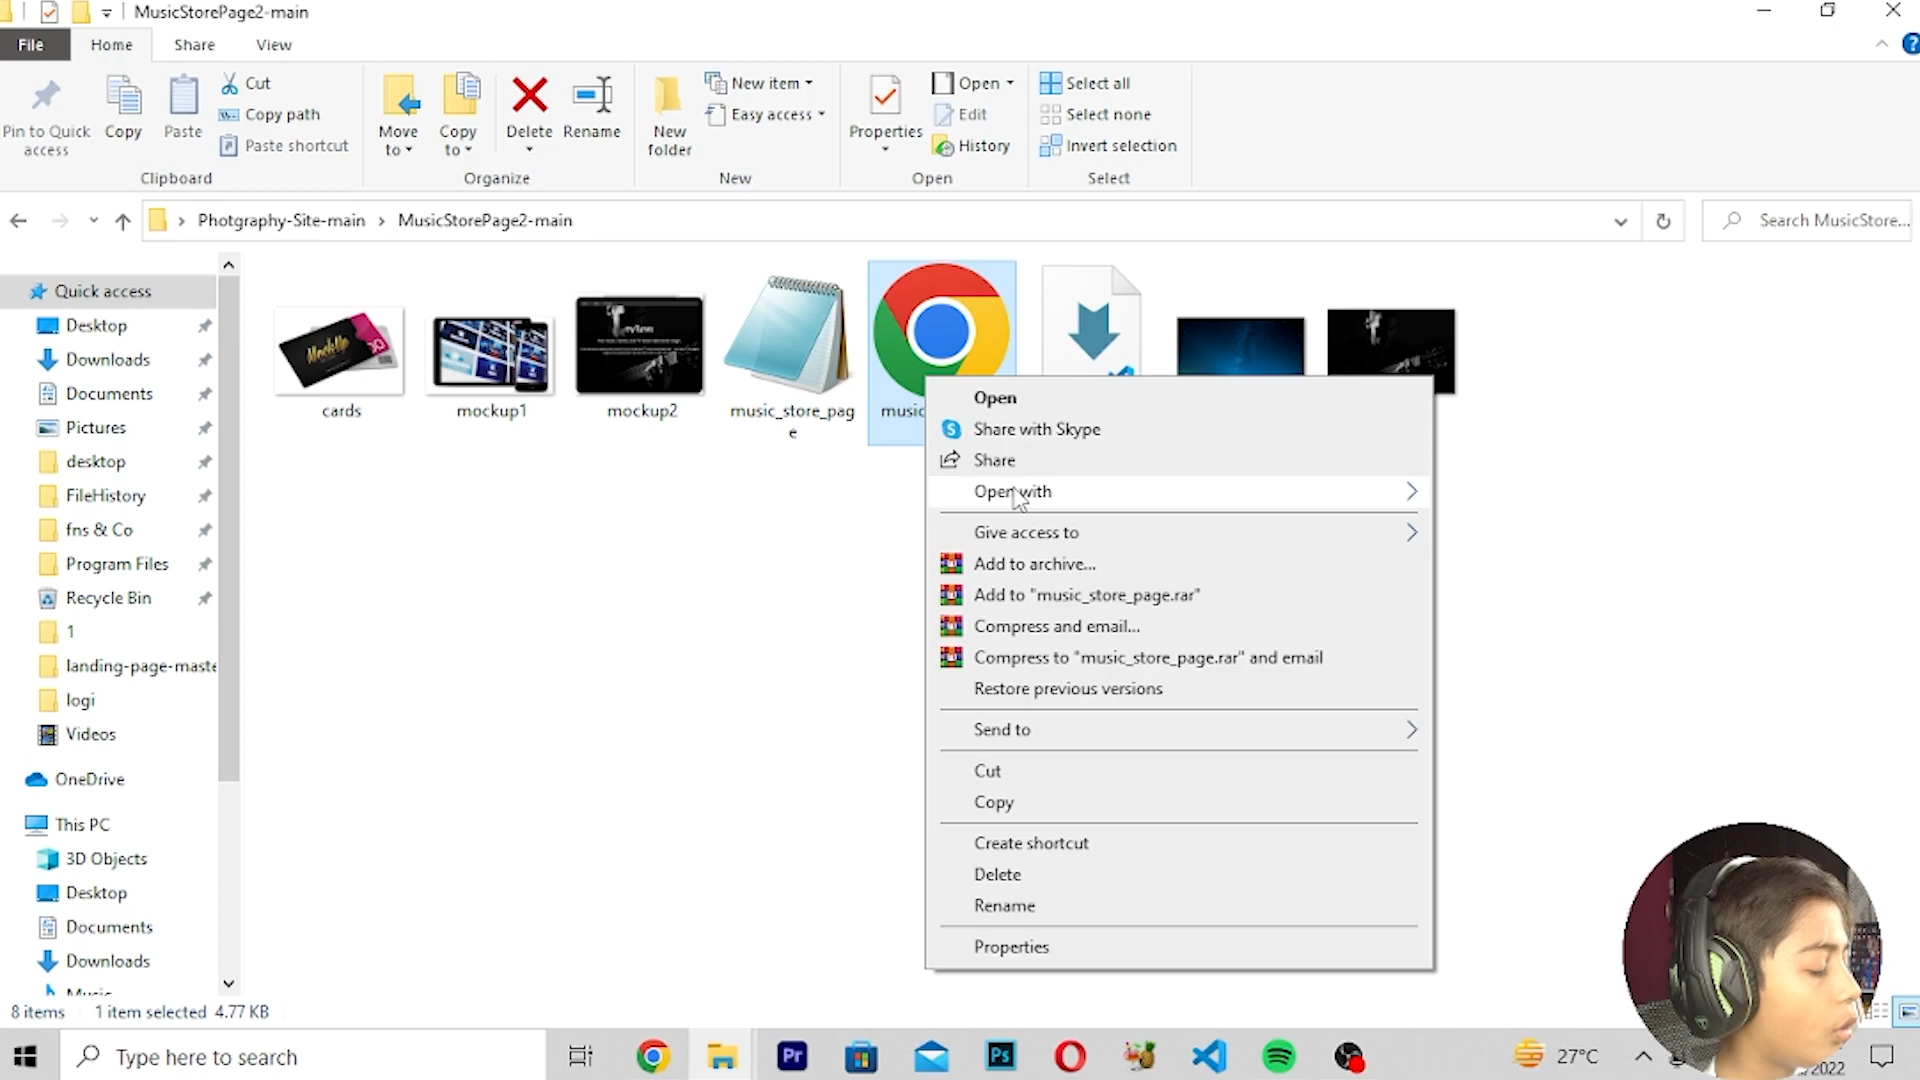 MusicStorePage2-main
File
Home
Share
View
Pin to Quick
access
Copy
Paste
Cut
Copy path
Paste shortcut
Clipboard
Move
to
Copy
to
Delete
Rename
Organize
New
folder
New item
Easy access
New
Properties
Open
Edit
History
Open
Select all
Select none
Invert selection
Select
Photgraphy-Site-main
MusicStorePage2-main
Search MusicStore...
Quick access
Desktop
Downloads
Documents
Pictures
desktop
FileHistory
fns & Co
Program Files
Recycle Bin
1
landing-page-maste
logi
Videos
OneDrive
This PC
3D Objects
Desktop
Documents
Downloads
Music
MockUp
cards
mockup1
mockup2
music_store_pag
e
music
Open
Share with Skype
Share
Open with
Give access to
Add to archive...
Add to "music_store_page.rar"
Compress and email...
Compress to "music_store_page.rar" and email
Restore previous versions
Send to
Cut
Copy
Create shortcut
Delete
Rename
Properties
8 items
1 item selected 4.77 KB
Type here to search
Pr
Ps
27°C
2022